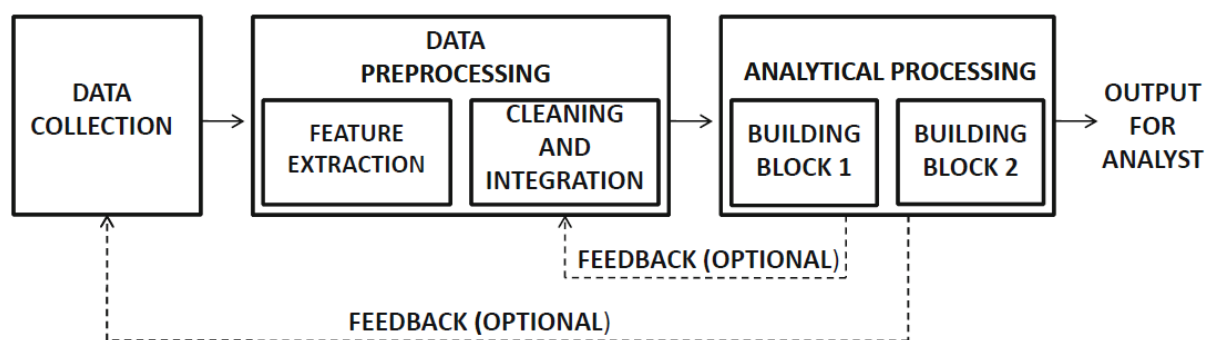 DATA
COLLECTION
DATA
PREPROCESSING
FEATURE
EXTRACTION
CLEANING
AND
INTEGRATION
ANALYTICAL PROCESSING
BUILDING
BLOCK 1
BUILDING
BLOCK 2
OUTPUT
FOR
ANALYST
FEEDBACK (OPTIONAL)
FEEDBACK (OPTIONAL)